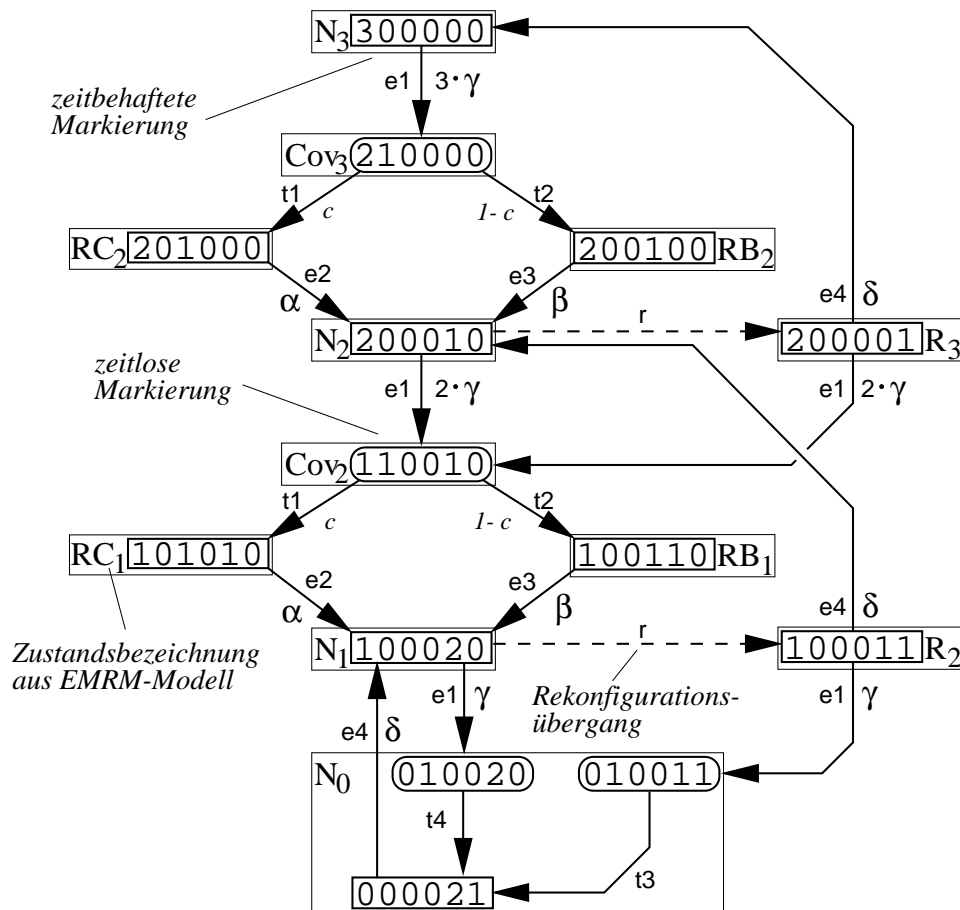 N3 300000
e1 3·γ
zeitbehaftete
Markierung
Cov3 210000
t1 t2
c 1- c
RC2 201000
200100 RB2
e2 e3
α β
e4 δ
N2 200010
r
200001 R3
zeitlose
Markierung
e1 2·γ
e1 2·γ
Cov2 110010
t1 t2
c 1- c
RC1 101010
100110 RB1
e2 e3
α β
e4 δ
N1 100020
r
100011 R2
Zustandsbezeichnung
aus EMRM-Modell
e1 γ
Rekonfigurations-
übergang
e1 γ
e4 δ
N0
010020
010011
t4
t3
000021